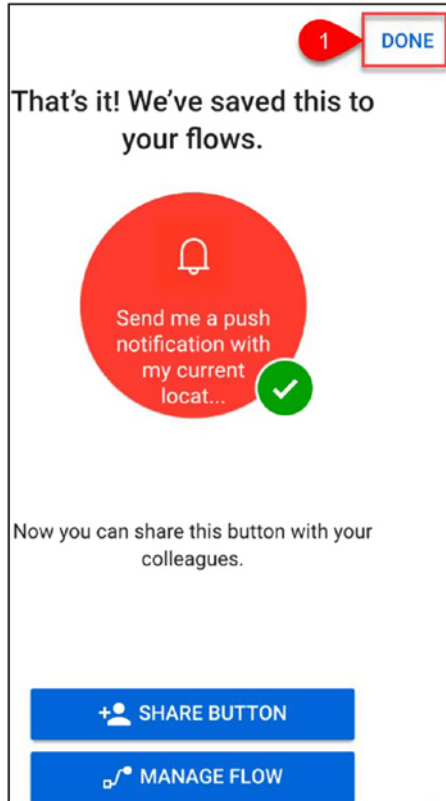 1
DONE
That's it! We've saved this to
your flows.
Send me a push
notification with
my current
locat...
Now you can share this button with your
colleagues.
SHARE BUTTON
MANAGE FLOW